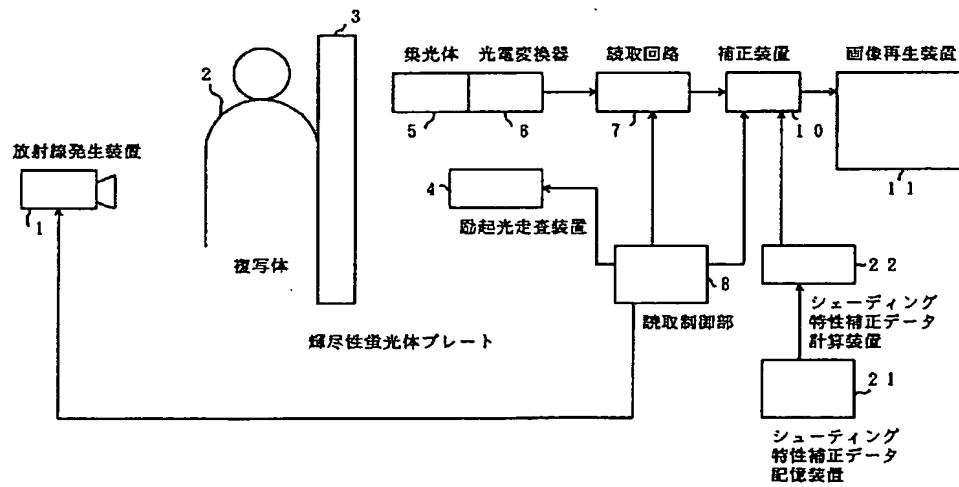 3
集光体 光電変換器 読取回路 補正装置 画像再生装置
2
5 6 7 10
放射線発生装置
4
11
1
励起光走査装置
複写体
8
22
読取制御部
シェーディング
特性補正データ
計算装置
輝尽性蛍光体プレート
21
シューティング
特性補正データ
記憶装置